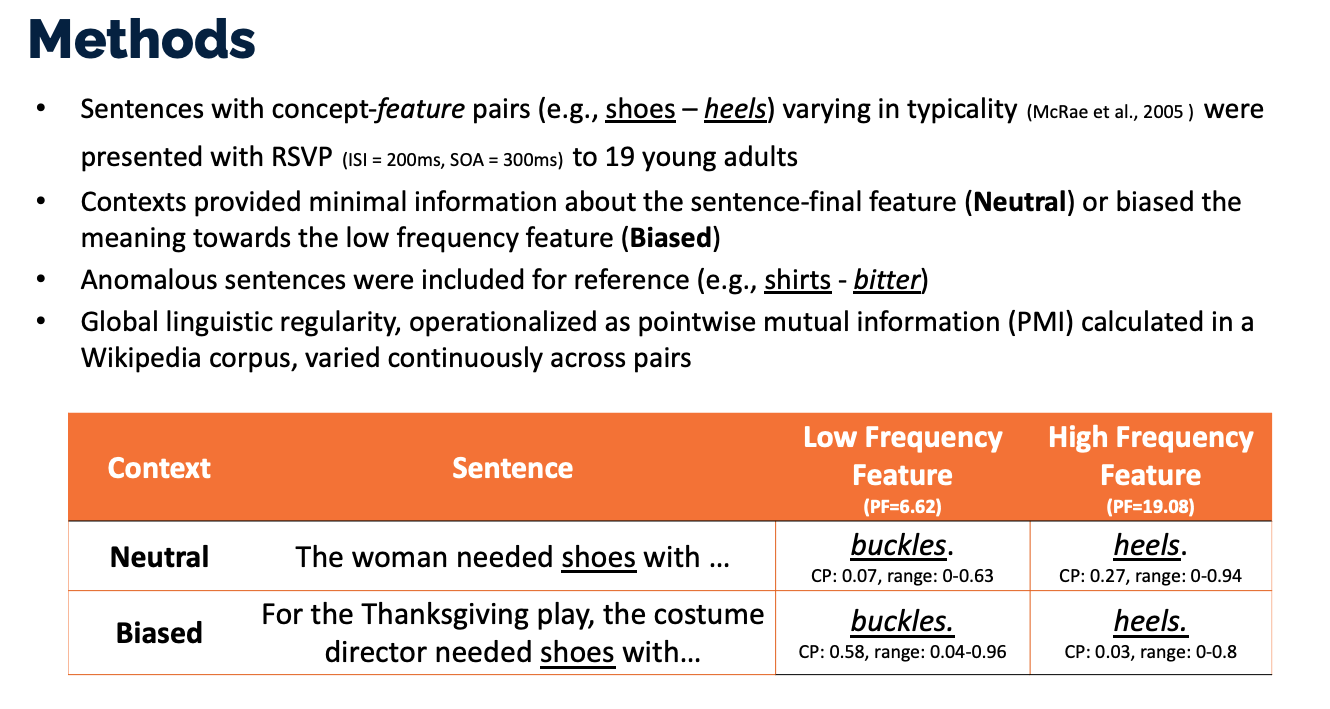 Methods
• Sentences with concept-feature pairs (e.g., shoes – heels) varying in typicality (McRae et al., 2005 ) were
presented with RSVP (ISI = 200ms, SOA = 300ms) to 19 young adults
• Contexts provided minimal information about the sentence-final feature (Neutral) or biased the
meaning towards the low frequency feature (Biased)
• Anomalous sentences were included for reference (e.g., shirts - bitter)
• Global linguistic regularity, operationalized as pointwise mutual information (PMI) calculated in a
Wikipedia corpus, varied continuously across pairs
Context
Sentence
Low Frequency
Feature
(PF=6.62)
High Frequency
Feature
(PF=19.08)
Neutral
The woman needed shoes with ...
buckles.
CP: 0.07, range: 0-0.63
heels.
CP: 0.27, range: 0-0.94
Biased
For the Thanksgiving play, the costume
director needed shoes with...
buckles.
CP: 0.58, range: 0.04-0.96
heels.
CP: 0.03, range: 0-0.8